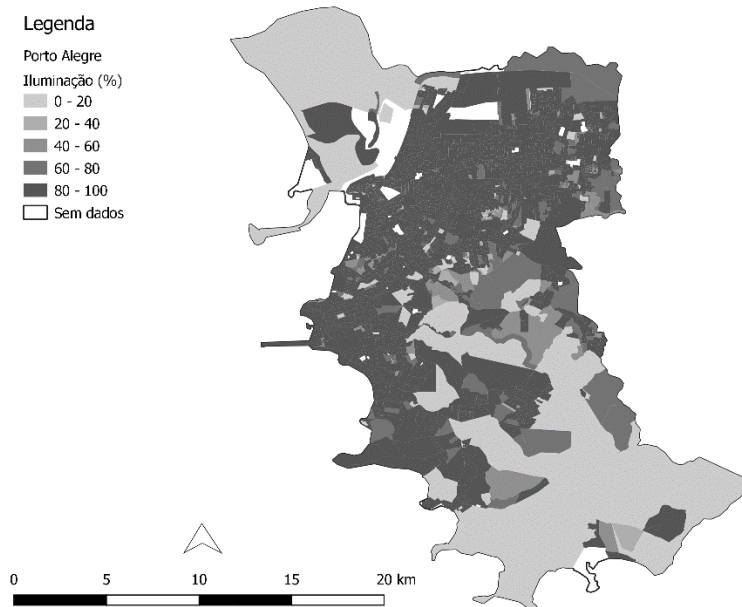 Legenda
Porto Alegre
Iluminação (%)
0 - 20
20 - 40
40 - 60
60 - 80
80 - 100
Sem dados
0 5 10 15 20 km